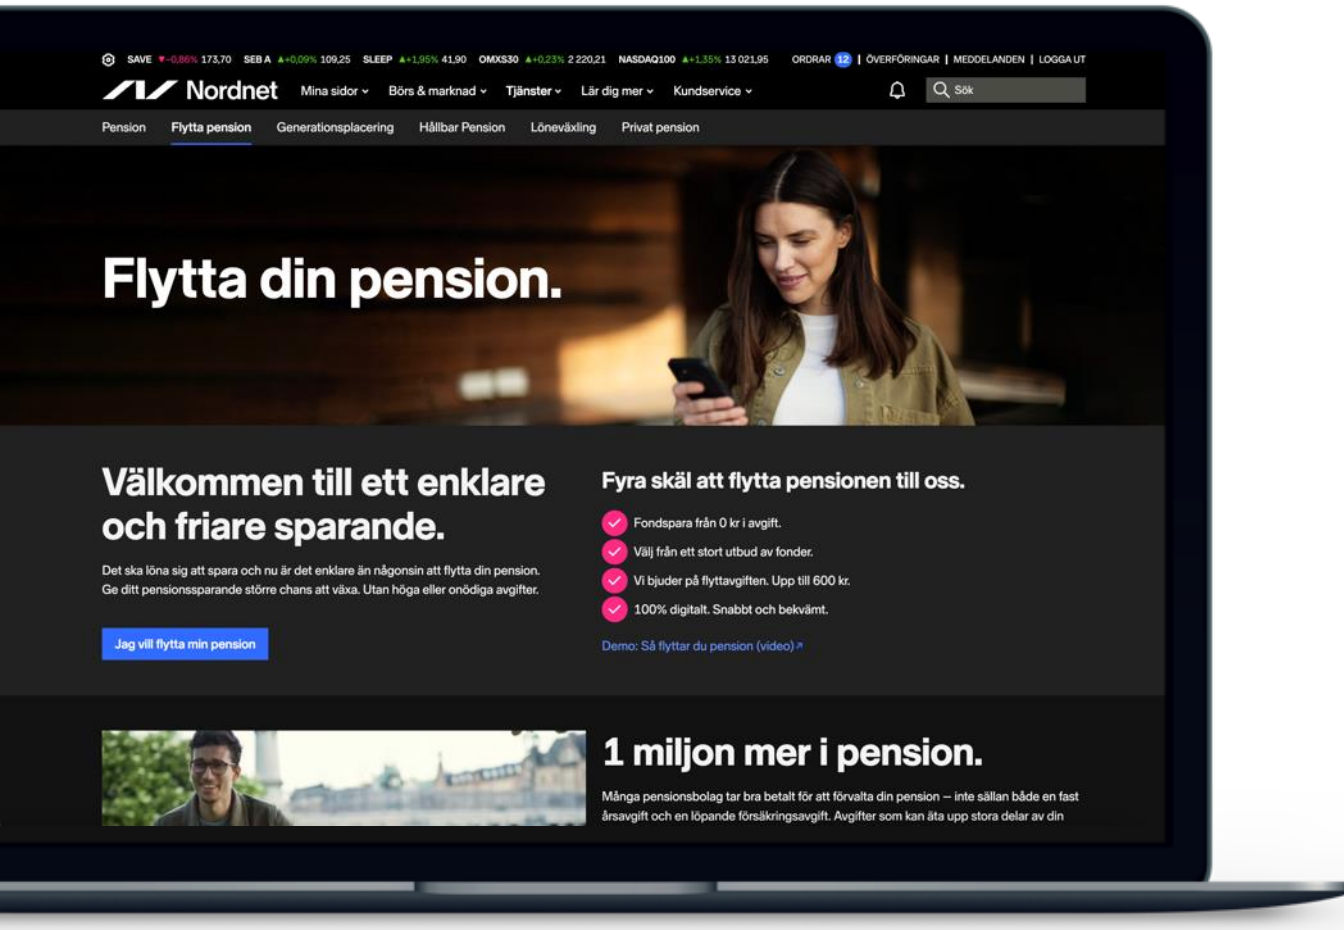 SAVE ▼-0,86% 173,70 SEB A ▲+0,09% 109,25 SLEEP ▲+1,95% 41,90 OMXS30 ▲+0,23% 2 220,21 NASDAQ100 ▲+1,35% 13 021,95 ORDRAR 12 | ÖVERFÖRINGAR | MEDDELANDEN | LOGGA UT
Nordnet Mina sidor Börs & marknad Tjänster Lär dig mer Kundservice Sök
Pension Flytta pension Generationsplacering Hållbar Pension Löneväxling Privat pension
Flytta din pension.
Välkommen till ett enklare
och friare sparande.
Det ska löna sig att spara och nu är det enklare än någonsin att flytta din pension.
Ge ditt pensionssparande större chans att växa. Utan höga eller onödiga avgifter.
Jag vill flytta min pension
Fyra skäl att flytta pensionen till oss.
Fondspara från 0 kr i avgift.
Välj från ett stort utbud av fonder.
Vi bjuder på flyttavgiften. Upp till 600 kr.
100% digitalt. Snabbt och bekvämt.
Demo: Så flyttar du pension (video)↗
1 miljon mer i pension.
Många pensionsbolag tar bra betalt för att förvalta din pension – inte sällan både en fast
årsavgift och en löpande försäkringsavgift. Avgifter som kan äta upp stora delar av din